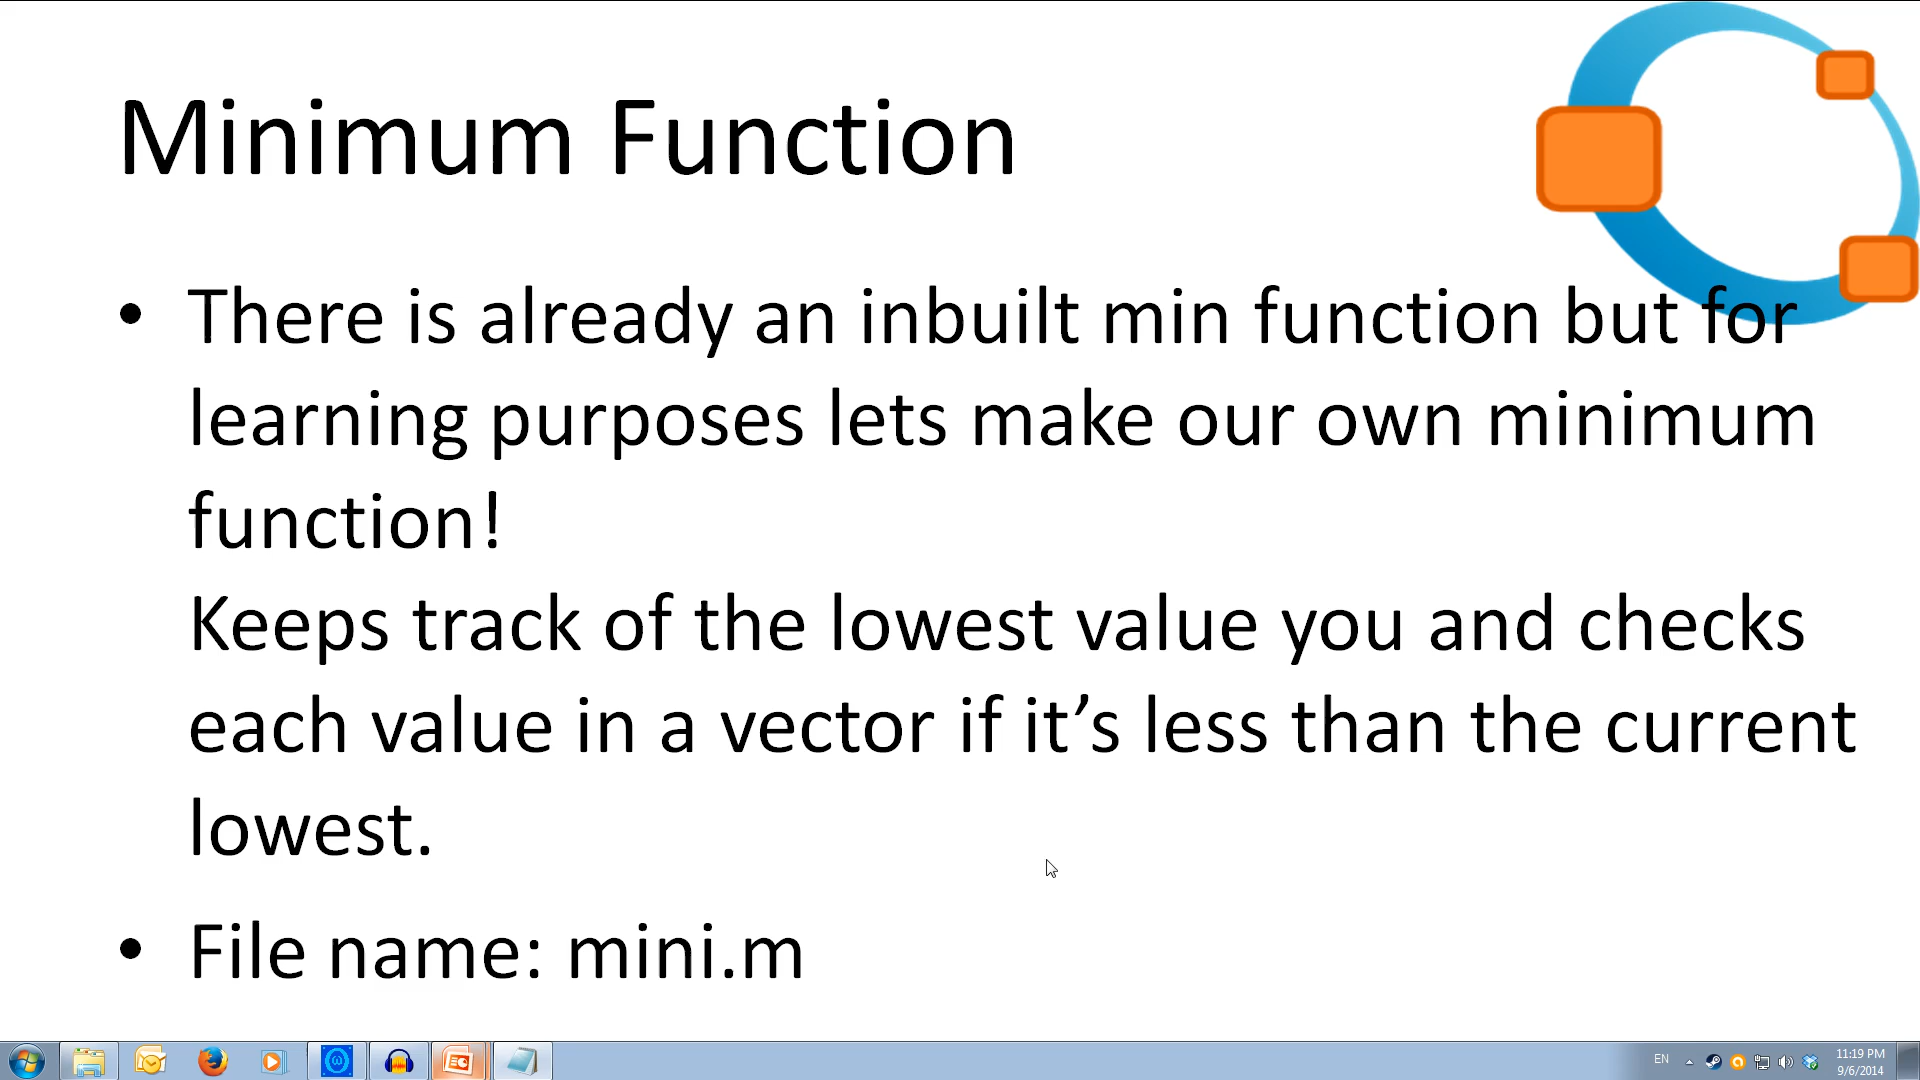 Minimum Function
• There is already an inbuilt min function but for
learning purposes lets make our own minimum
function!
Keeps track of the lowest value you and checks
each value in a vector if it’s less than the current
lowest.
• File name: mini.m
EN
11:19 PM
9/6/2014